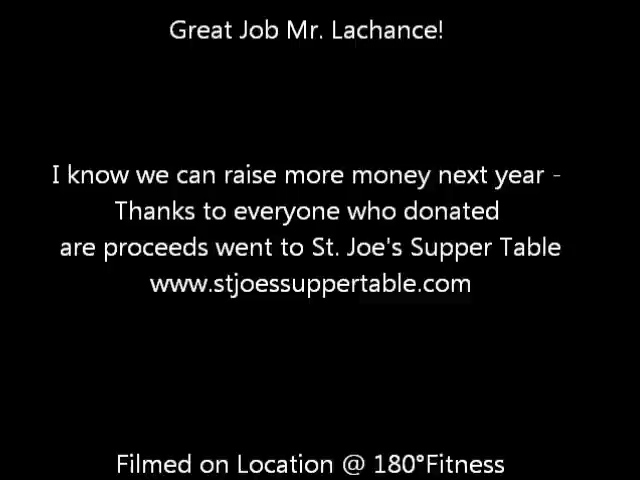 Great Job Mr. Lachance!
I know we can raise more money next year -
Thanks to everyone who donated
are proceeds went to St. Joe's Supper Table
www.stjoessuppertable.com
Filmed on Location @ 180°Fitness